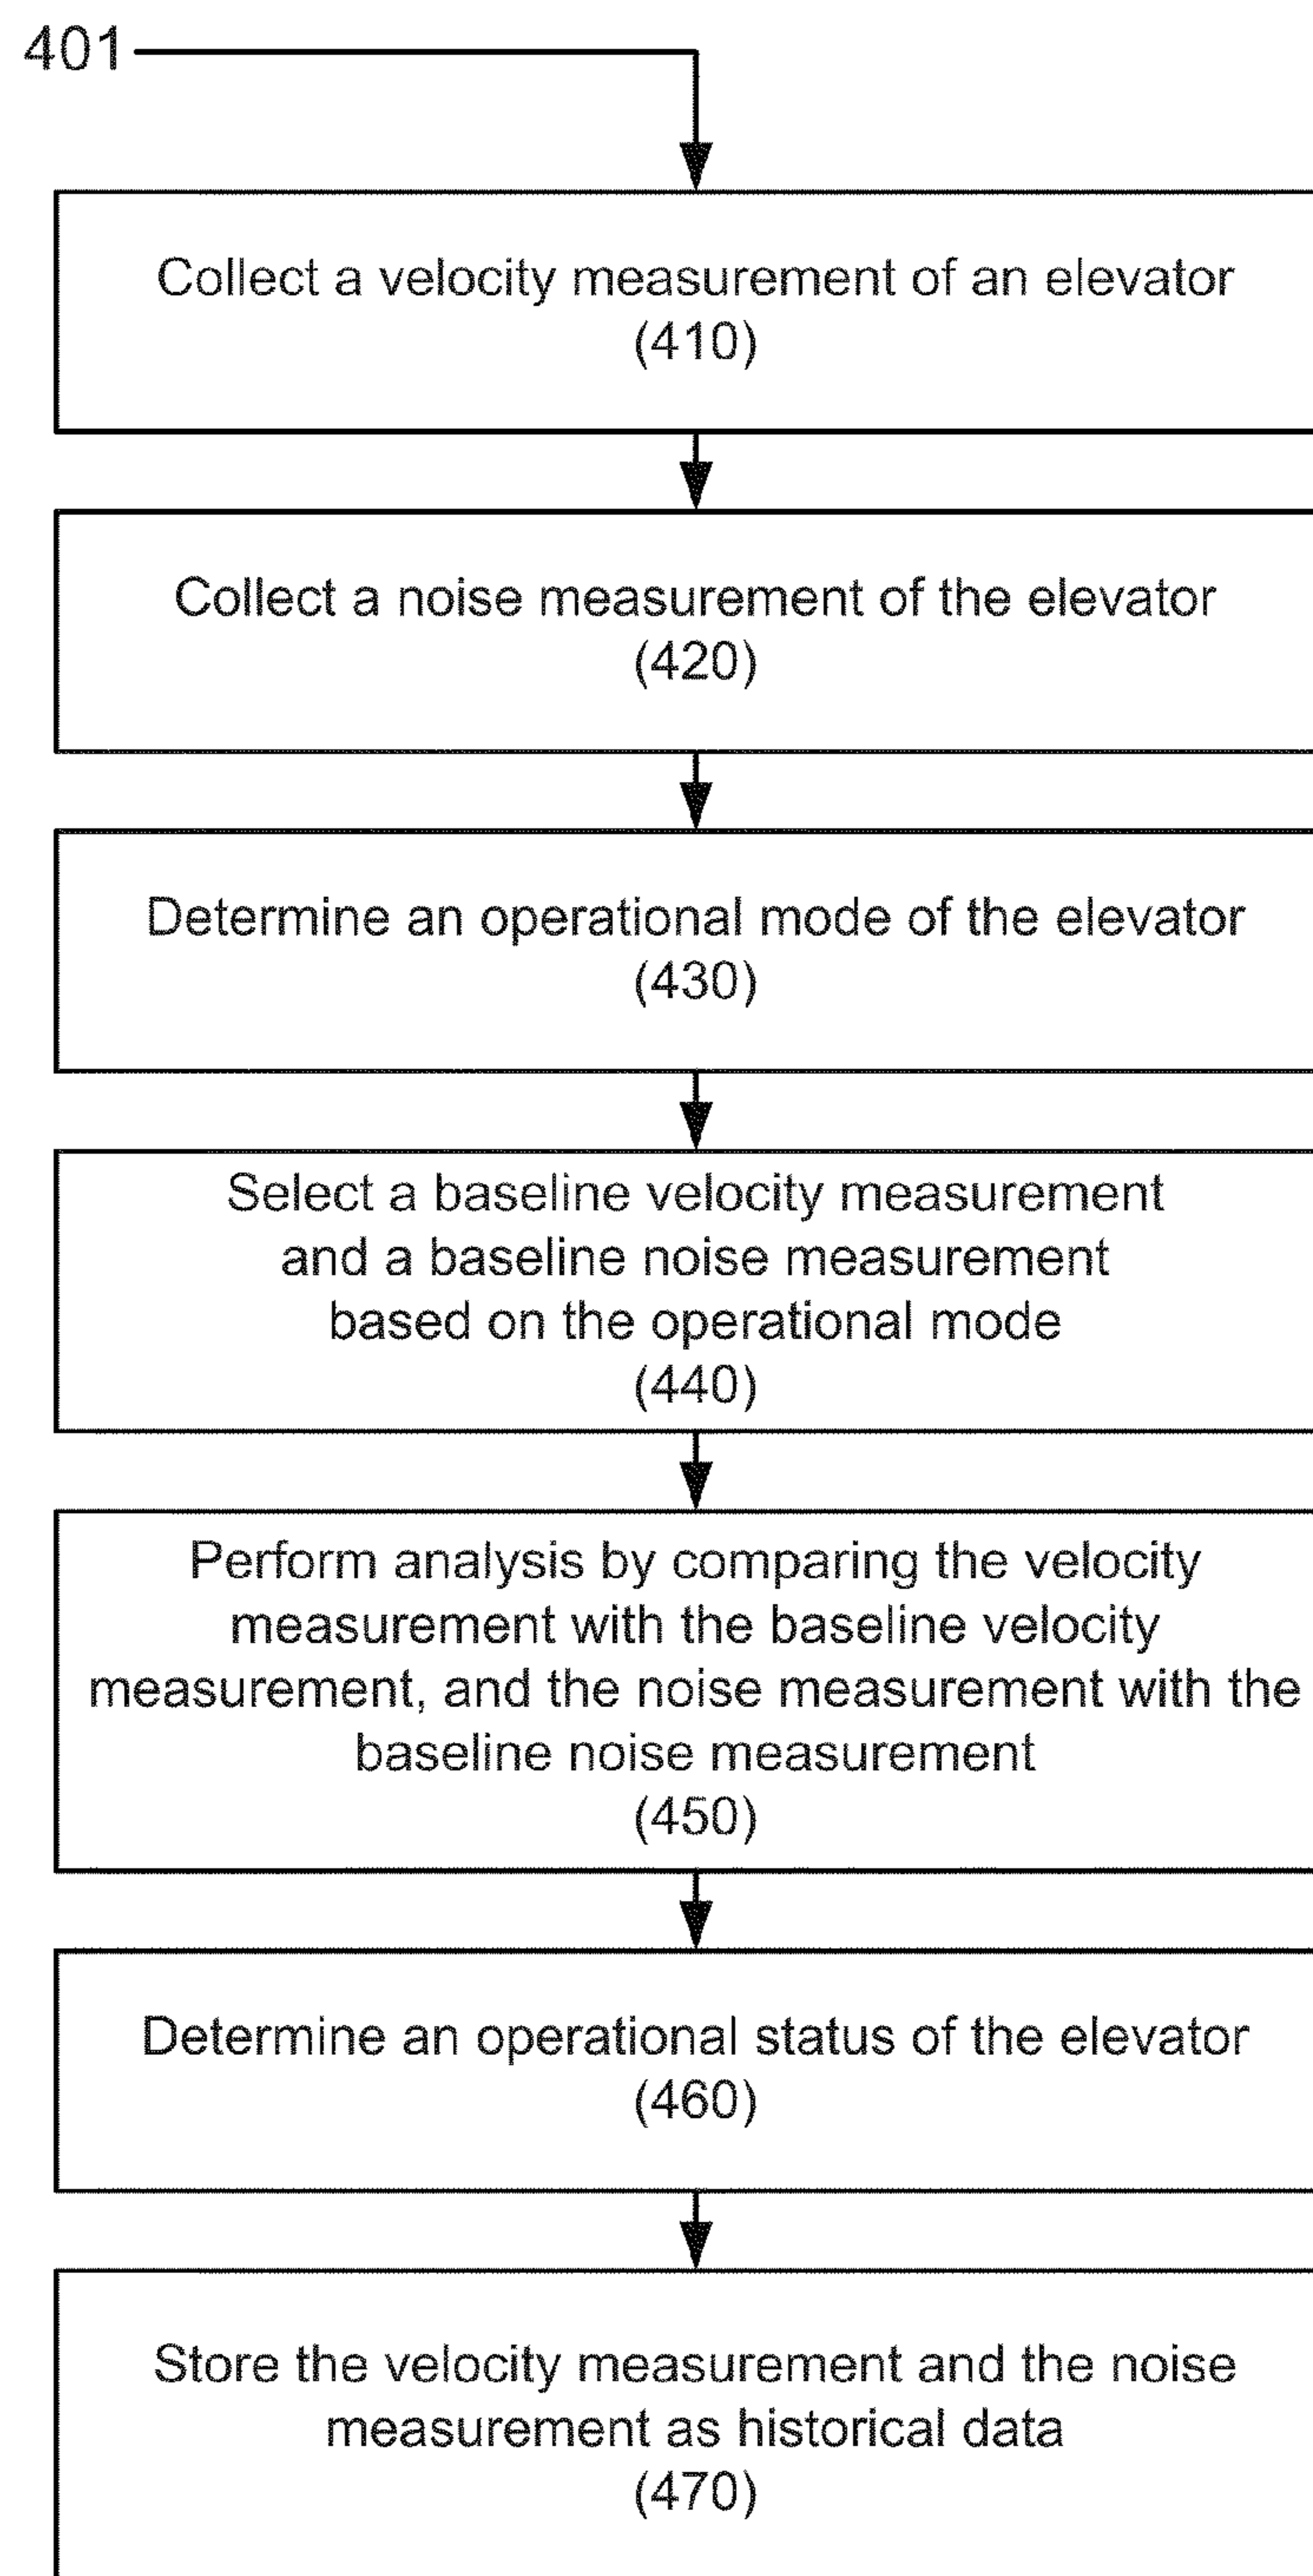 401
Collect a velocity measurement of an elevator
(410)
Collect a noise measurement of the elevator
(420)
Determine an operational mode of the elevator
(430)
Select a baseline velocity measurement
and a baseline noise measurement
based on the operational mode
(440)
Perform analysis by comparing the velocity
measurement with the baseline velocity
measurement, and the noise measurement with the
baseline noise measurement
(450)
Determine an operational status of the elevator
(460)
Store the velocity measurement and the noise
measurement as historical data
(470)